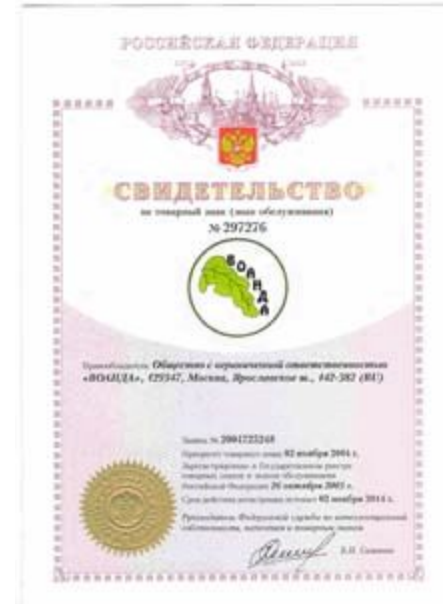 РОССИЙСКАЯ ФЕДЕРАЦИЯ
СВИДЕТЕЛЬСТВО
на товарный знак (знак обслуживания)
№ 297276
ВОАНДА
Правообладатель: Общество с ограниченной ответственностью
«ВОАНДА», 129347, Москва, Ярославское ш., 142-382 (RU)
Заявка № 2004725248
Приоритет товарного знака 02 ноября 2004 г.
Зарегистрировано в Государственном реестре
товарных знаков и знаков обслуживания
Российской Федерации 26 октября 2005 г.
Срок действия регистрации истекает 02 ноября 2014 г.
Руководитель Федеральной службы по интеллектуальной
собственности, патентам и товарным знакам
Б.П. Симонов